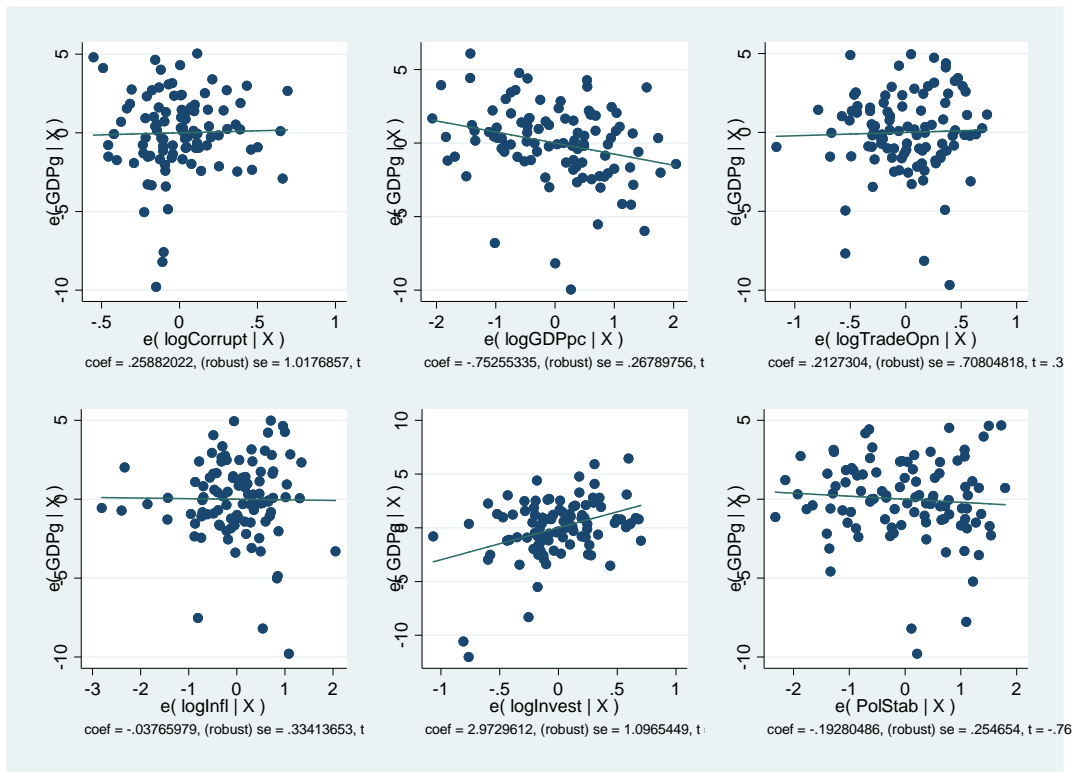 e( GDPg | X )
5
0
-5
-10
-.5
0
.5
1
e( logCorrupt | X )
coef = .25882022, (robust) se = 1.0176857, t
e( GDPg | X )
5
0
-5
-10
-2
-1
0
1
2
e( logGDPpc | X )
coef = -.75255335, (robust) se = .26789756, t
e( GDPg | X )
5
0
-5
-10
-1
0
1
e( logTradeOpn | X )
coef = .2127304, (robust) se = .70804818, t = .3
e( GDPg | X )
5
0
-5
-10
-3
-2
-1
0
1
2
e( logInfl | X )
coef = -.03765979, (robust) se = .33413653, t
e( GDPg | X )
10
5
0
-5
-10
-1
-.5
0
.5
1
e( logInvest | X )
coef = 2.9729612, (robust) se = 1.0965449, t
e( GDPg | X )
5
0
-5
-10
-2
-1
0
1
2
e( PolStab | X )
coef = -.19280486, (robust) se = .254654, t = -.76